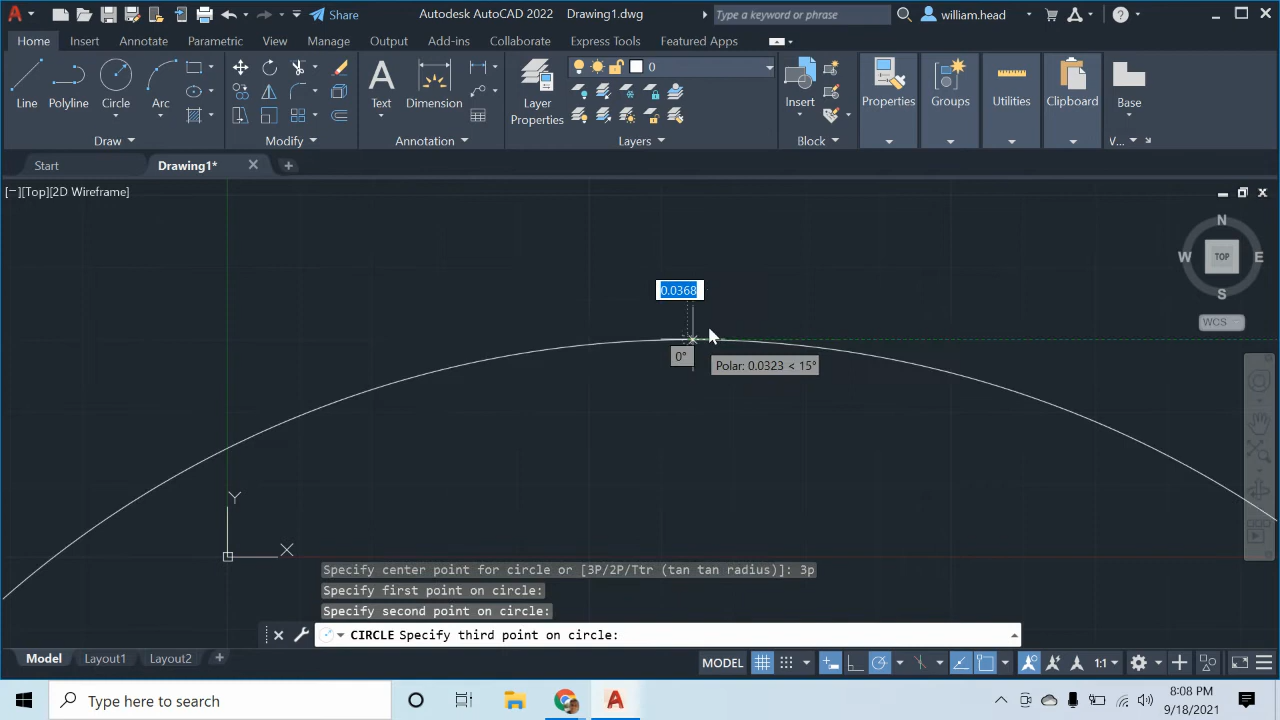 Share
Autodesk AutoCAD 2022 Drawing1.dwg
Type a keyword or phrase
william.head
Home Insert Annotate Parametric View Manage Output Add-ins Collaborate Express Tools Featured Apps
0
Line Polyline Circle Arc
Text Dimension
Layer
Properties
Insert
Properties Groups Utilities Clipboard Base
Draw Modify Annotation Layers Block V...
Start Drawing1*
[−][Top][2D Wireframe]
N
W TOP E
S
WCS
0.0368
0°
Polar: 0.0323 < 15°
Y
X
Specify center point for circle or [3P/2P/Ttr (tan tan radius)]: 3p
Specify first point on circle:
Specify second point on circle:
CIRCLE Specify third point on circle:
Model Layout1 Layout2
MODEL 1:1
Type here to search
8:08 PM
9/18/2021